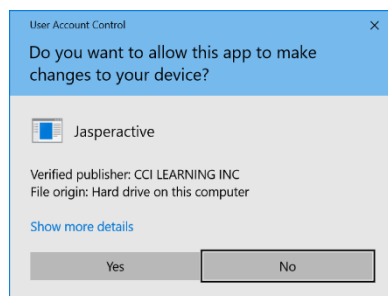 User Account Control
Do you want to allow this app to make
changes to your device?
Jasperactive
Verified publisher: CCI LEARNING INC
File origin: Hard drive on this computer
Show more details
Yes
No